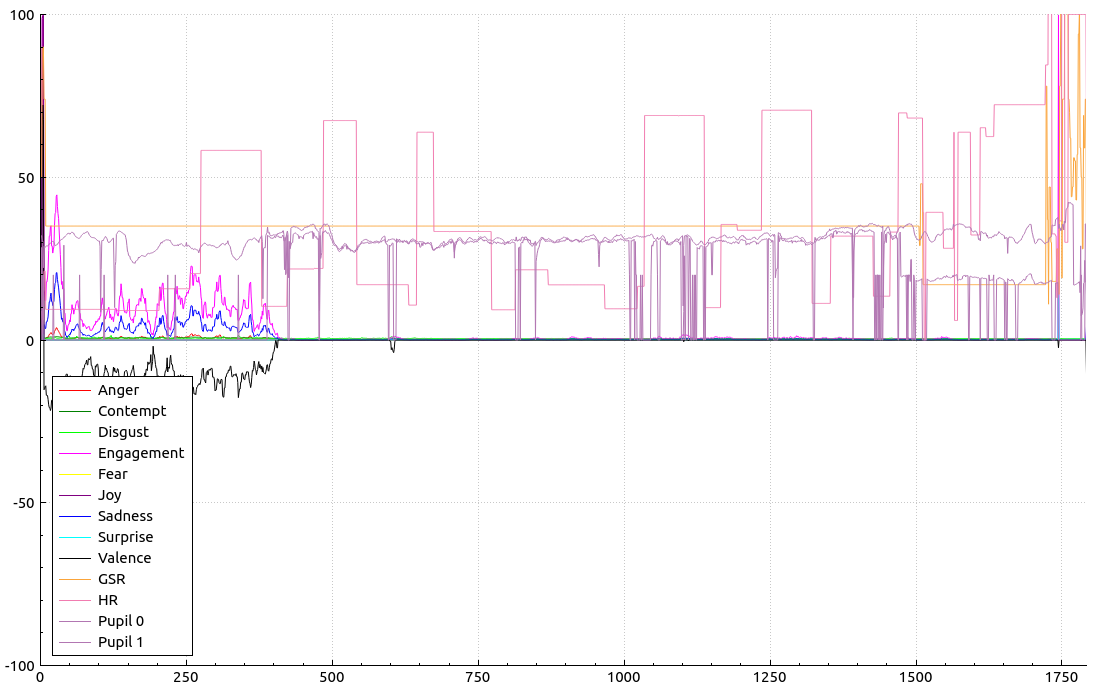 100
50
0
-50
-100
Anger
Contempt
Disgust
Engagement
Fear
Joy
Sadness
Surprise
Valence
GSR
HR
Pupil 0
Pupil 1
0 250 500 750 1000 1250 1500 1750